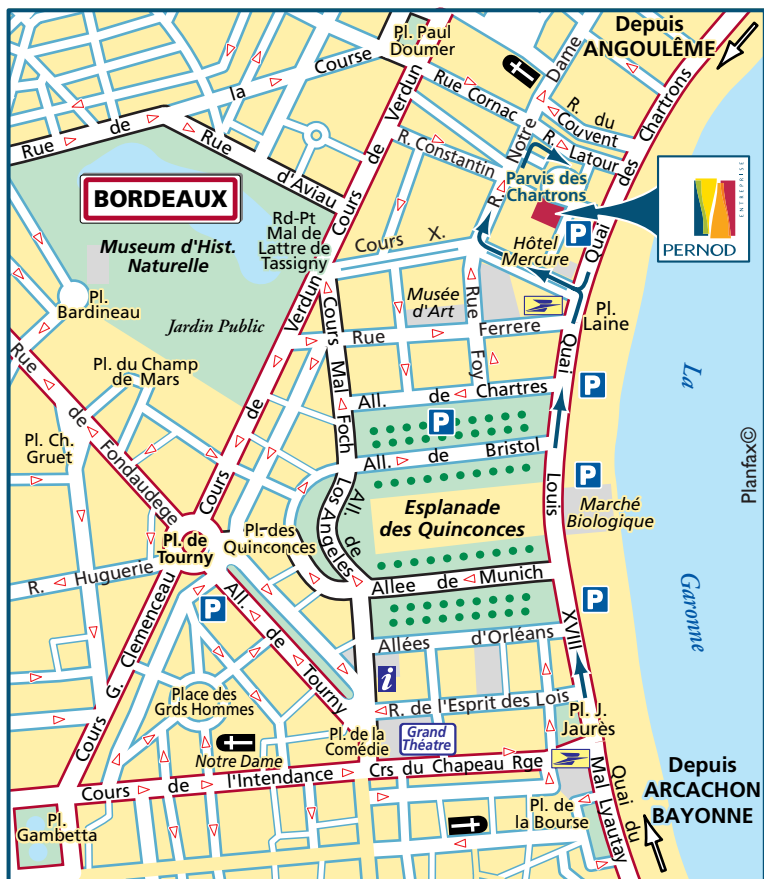 Depuis
ANGOULÊME
Pl. Paul
Doumer
Rue de la Course
Cours de Verdun
Rue Cornac
R. Notre Dame
R. du
Couvent
R. Latour
Quai des Chartrons
Rue de Rue d'Aviau
R. Constantin
Parvis des
Chartrons
ENTREPRISE
PERNOD
BORDEAUX
Rd-Pt
Mal de
Lattre de
Tassigny
Museum d'Hist.
Naturelle
Cours X.
Hôtel
Mercure
P
Pl.
Bardineau
Jardin Public
Musée
d'Art
Rue Foy
Pl.
Laine
Rue Ferrere
Cours Mal Foch
Rue de Fondaudege
Pl. du Champ
de Mars
Cours de Verdun
All. de Chartres
P
P
La Garonne
Planfax©
Pl. Ch.
Gruet
All. de Bristol
P
Quai Louis XVIII
All. de Los Angeles
Esplanade
des Quinconces
Marché
Biologique
Pl. de
Tourny
Pl. des
Quinconces
R. Huguerie
Allee de Munich
P
P
Cours G. Clemenceau
All. de Tourny
Allées d'Orléans
i
Place des
Grds Hommes
R. de l'Esprit des Lois
Pl. J.
Jaurès
Notre Dame
Pl. de la
Comédie
Grand
Théatre
Cours de l'Intendance
Crs du Chapeau Rge
Depuis
ARCACHON
BAYONNE
Quai du
Mal Lyautay
Pl. de
la Bourse
Pl.
Gambetta